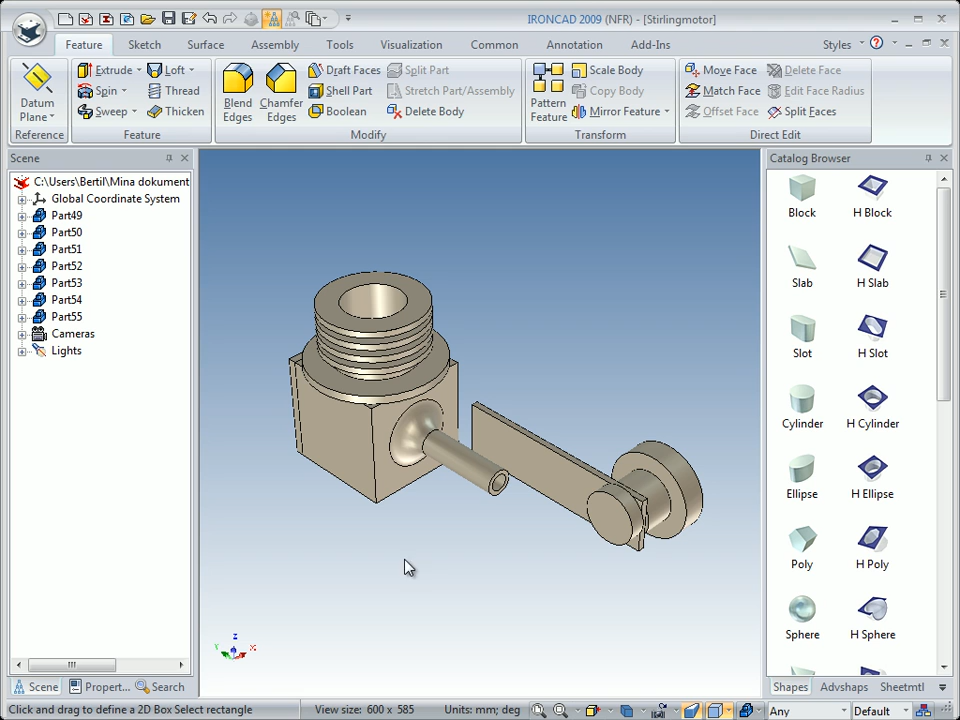 IRONCAD 2009 (NFR) - [Stirlingmotor]
Feature Sketch Surface Assembly Tools Visualization Common Annotation Add-Ins Styles
Datum Plane
Reference
Extrude Loft
Spin Thread
Sweep Thicken
Feature
Blend Edges
Chamfer Edges
Draft Faces Split Part
Shell Part Stretch Part/Assembly
Boolean Delete Body
Modify
Pattern Feature
Scale Body
Copy Body
Mirror Feature
Transform
Move Face Delete Face
Match Face Edit Face Radius
Offset Face Split Faces
Direct Edit
Scene
C:\Users\Bertil\Mina dokument
Global Coordinate System
Part49
Part50
Part51
Part52
Part53
Part54
Part55
Cameras
Lights
Scene Propert... Search
z
Y X
Catalog Browser
Block H Block
Slab H Slab
Slot H Slot
Cylinder H Cylinder
Ellipse H Ellipse
Poly H Poly
Sphere H Sphere
Shapes Advshaps Sheetmtl
Click and drag to define a 2D Box Select rectangle View size: 600 x 585 Units: mm; deg Any Default